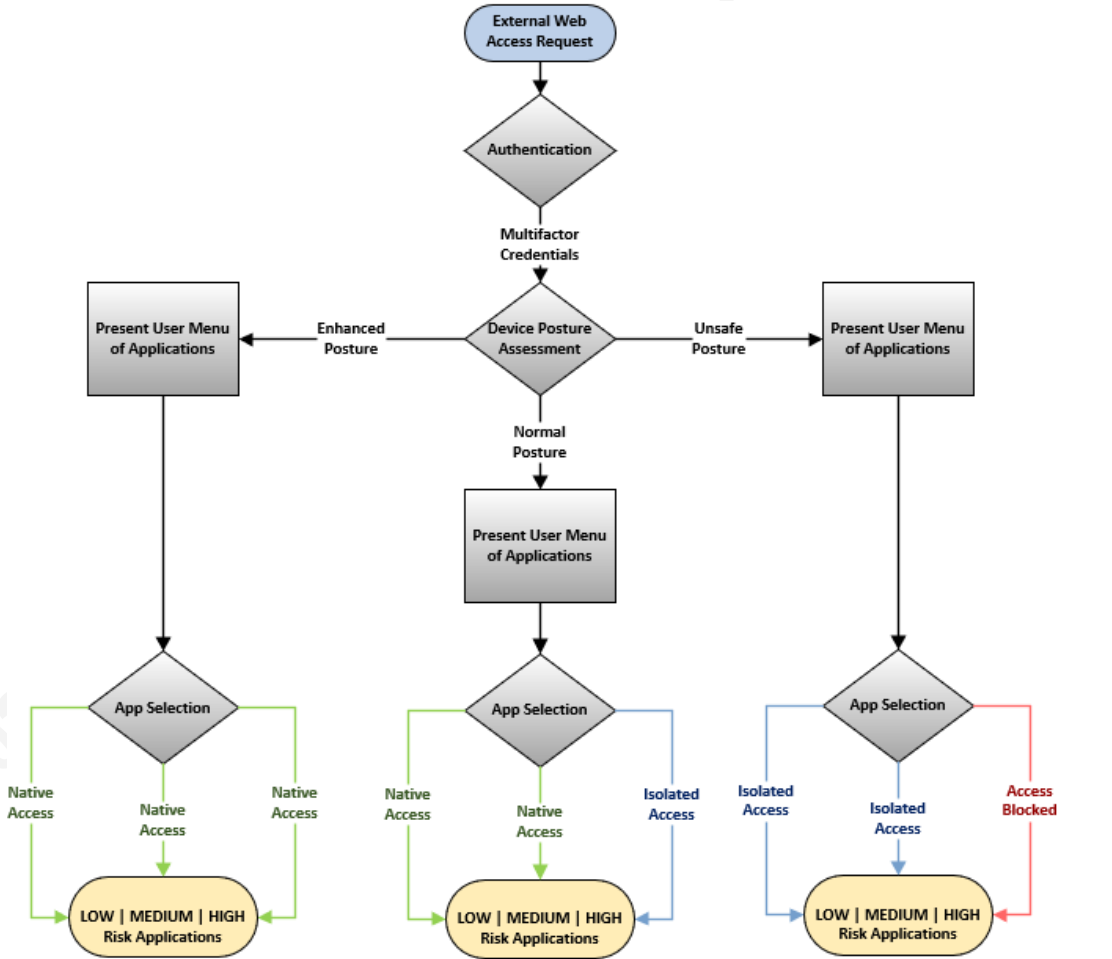 External Web
Access Request
Authentication
Multifactor
Credentials
Present User Menu
of Applications
Enhanced
Posture
Device Posture
Assessment
Unsafe
Posture
Present User Menu
of Applications
Normal
Posture
Present User Menu
of Applications
App Selection
App Selection
App Selection
Native
Access
Native
Access
Native
Access
Native
Access
Native
Access
Isolated
Access
Isolated
Access
Isolated
Access
Access
Blocked
LOW | MEDIUM | HIGH
Risk Applications
LOW | MEDIUM | HIGH
Risk Applications
LOW | MEDIUM | HIGH
Risk Applications